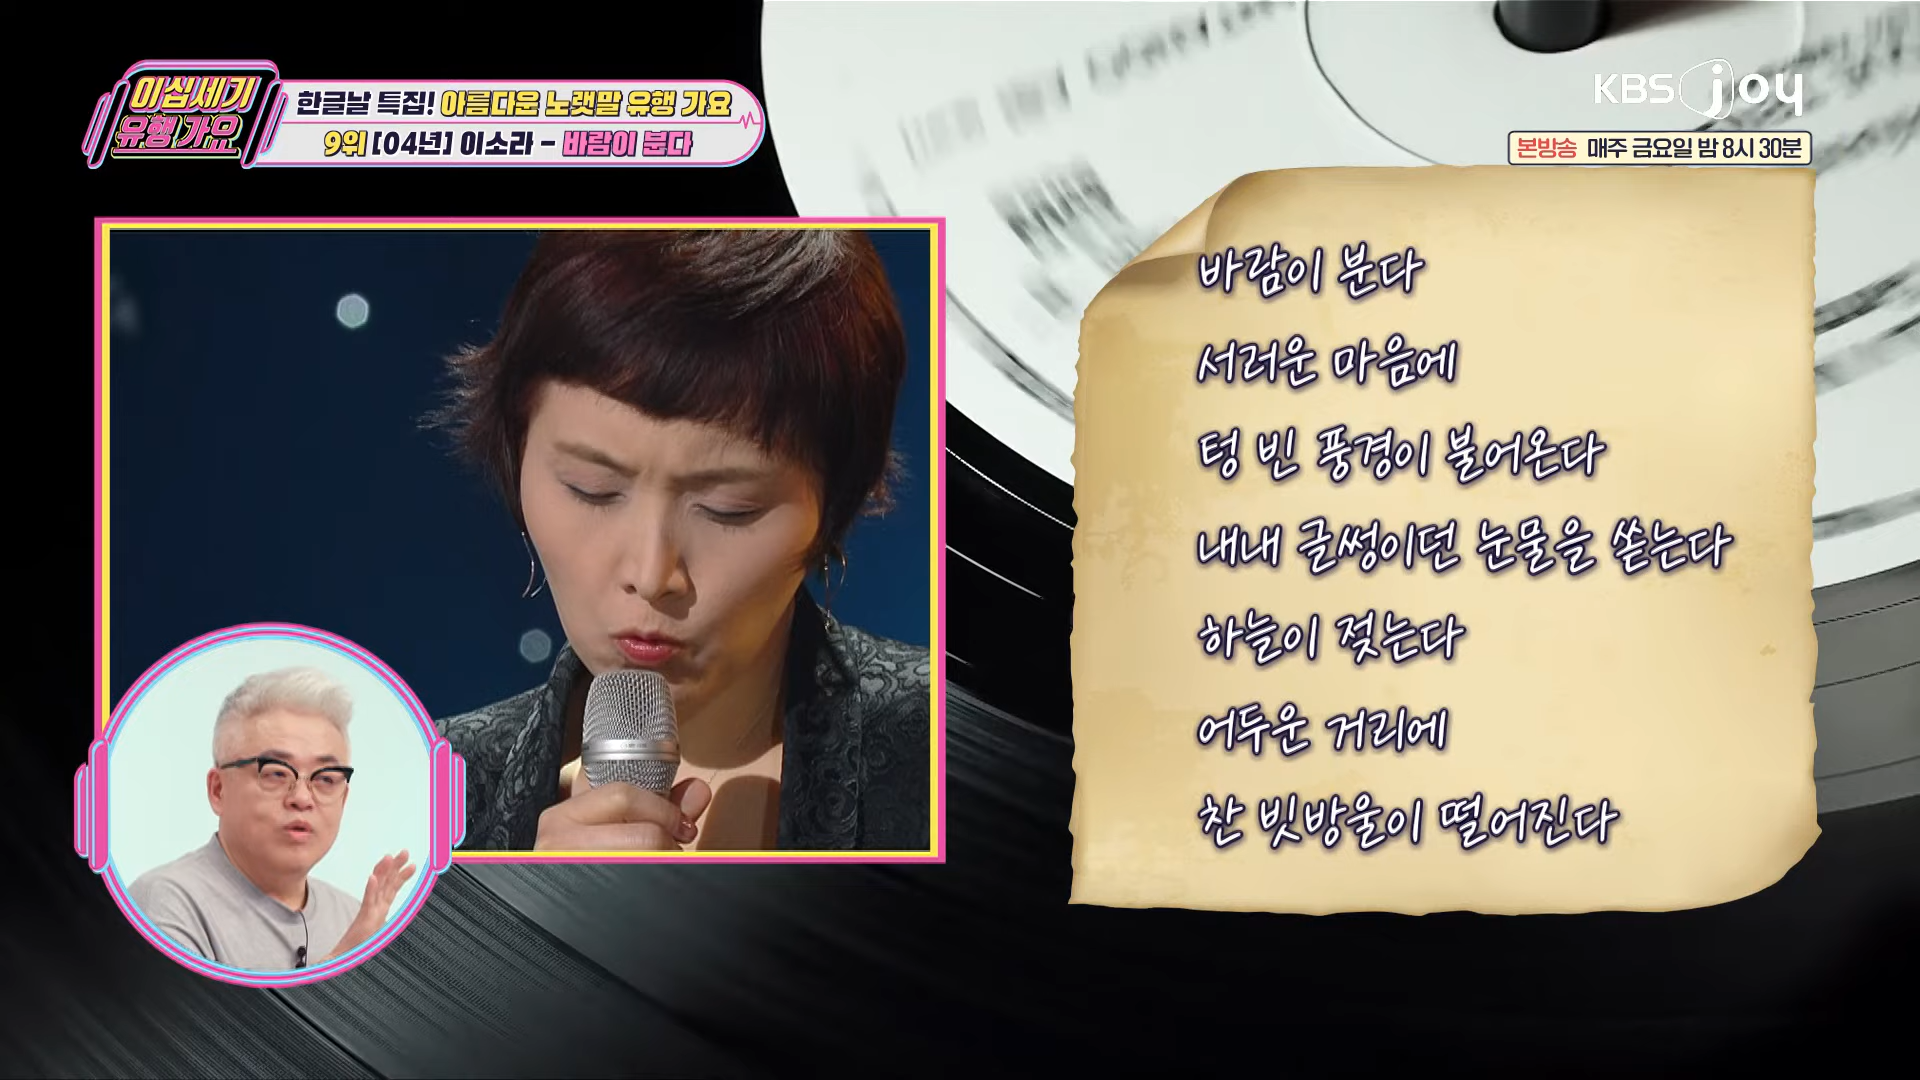 이십세기
유행가요
한글날 특집! 아름다운 노랫말 유행 가요
9위 [04년] 이소라 - 바람이 분다
KBS joy
본방송 매주 금요일 밤 8시 30분
바람이 분다
서러운 마음에
텅 빈 풍경이 불어온다
내내 글썽이던 눈물을 쏟는다
하늘이 젖는다
어두운 거리에
찬 빗방울이 떨어진다